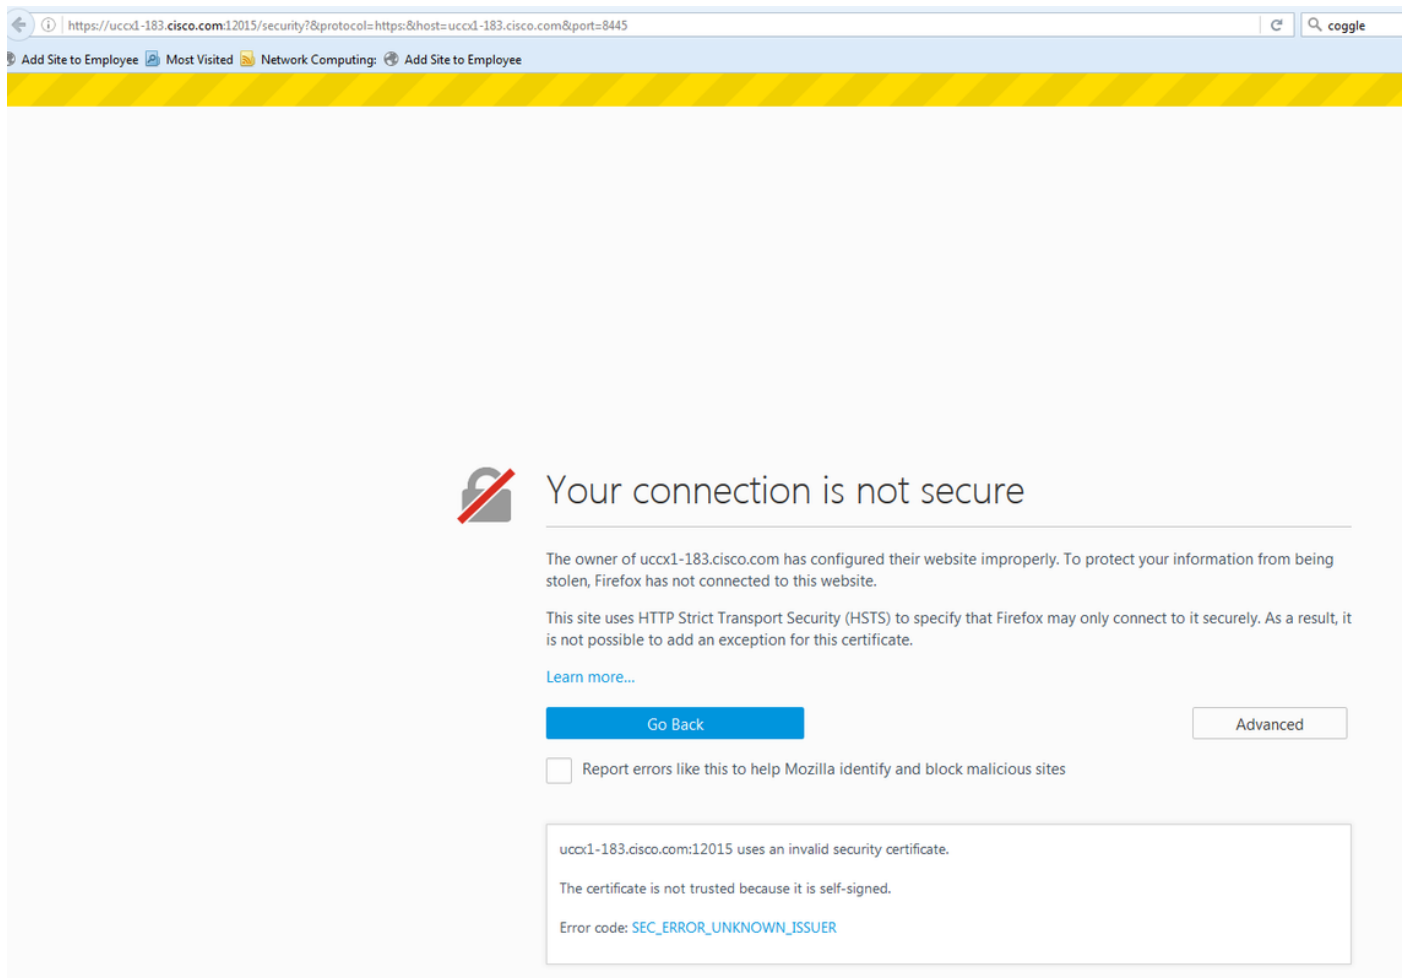 https://uccx1-183.cisco.com:12015/security?&protocol=https:&host=uccx1-183.cisco.com&port=8445
coggle
Add Site to Employee Most Visited Network Computing: Add Site to Employee
Your connection is not secure
The owner of uccx1-183.cisco.com has configured their website improperly. To protect your information from being
stolen, Firefox has not connected to this website.
This site uses HTTP Strict Transport Security (HSTS) to specify that Firefox may only connect to it securely. As a result, it
is not possible to add an exception for this certificate.
Learn more...
Go Back
Advanced
Report errors like this to help Mozilla identify and block malicious sites
uccx1-183.cisco.com:12015 uses an invalid security certificate.
The certificate is not trusted because it is self-signed.
Error code: SEC_ERROR_UNKNOWN_ISSUER